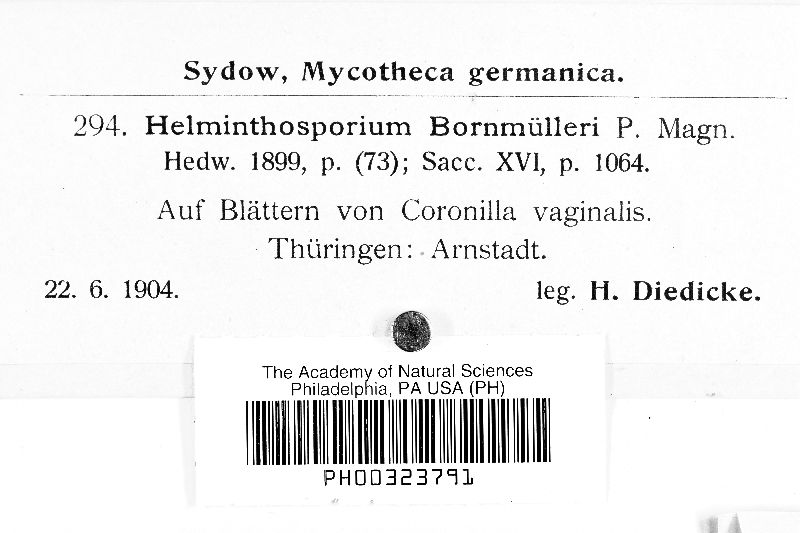 Sydow, Mycotheca germanica.
294. Helminthosporium Bornmülleri P. Magn.
Hedw. 1899, p. (73); Sacc. XVI, p. 1064.
Auf Blättern von Coronilla vaginalis.
Thüringen: Arnstadt.
22. 6. 1904. leg. H. Diedicke.
The Academy of Natural Sciences
Philadelphia, PA USA (PH)
PH00323791